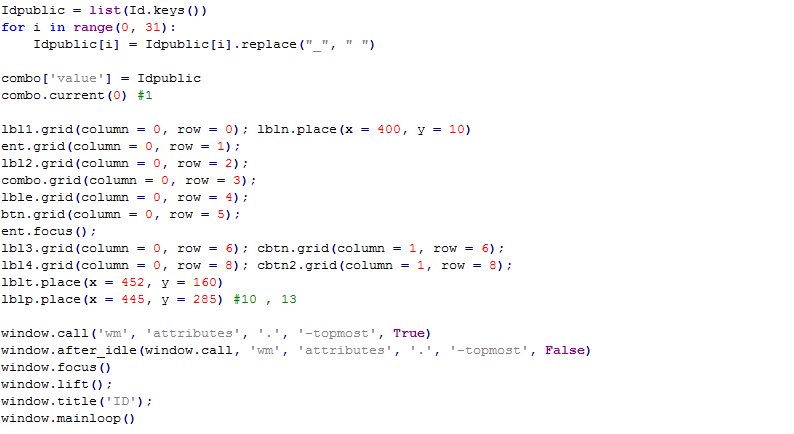 Idpublic = list(Id.keys())
for i in range(0, 31):
    Idpublic[i] = Idpublic[i].replace("_", " ")

combo['value'] = Idpublic
combo.current(0) #1

lbl1.grid(column = 0, row = 0); lbln.place(x = 400, y = 10)
ent.grid(column = 0, row = 1);
lbl2.grid(column = 0, row = 2);
combo.grid(column = 0, row = 3);
lble.grid(column = 0, row = 4);
btn.grid(column = 0, row = 5);
ent.focus();
lbl3.grid(column = 0, row = 6); cbtn.grid(column = 1, row = 6);
lbl4.grid(column = 0, row = 8); cbtn2.grid(column = 1, row = 8);
lblt.place(x = 452, y = 160)
lblp.place(x = 445, y = 285) #10 , 13

window.call('wm', 'attributes', '.', '-topmost', True)
window.after_idle(window.call, 'wm', 'attributes', '.', '-topmost', False)
window.focus()
window.lift();
window.title('ID');
window.mainloop()